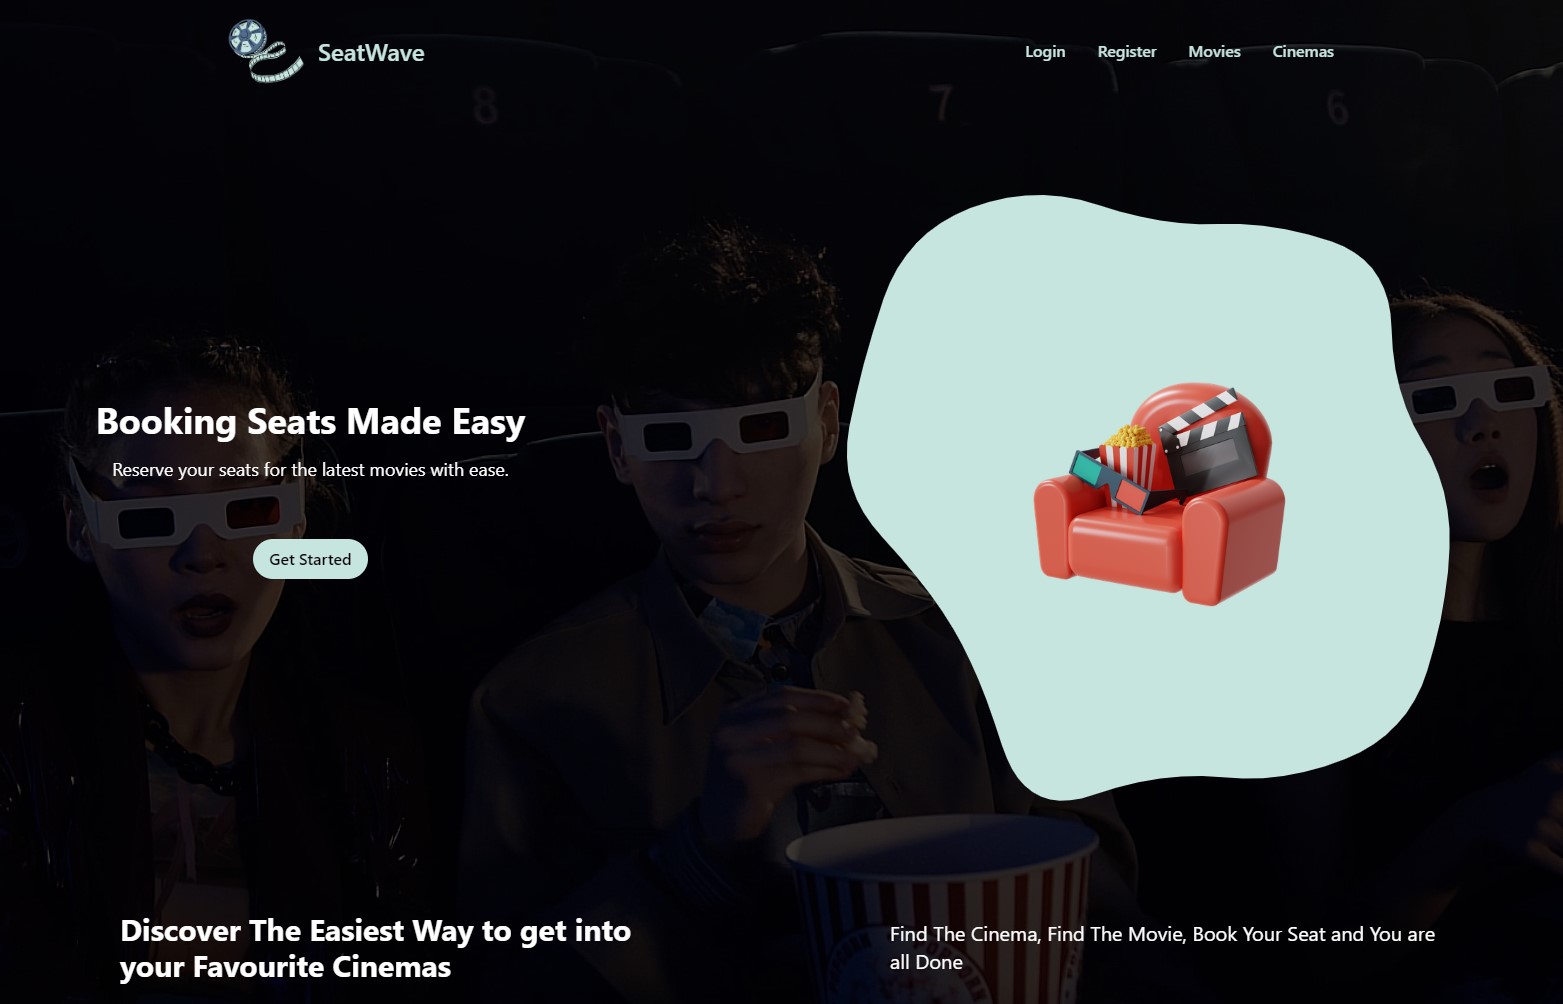 SeatWave
Login Register Movies Cinemas
8 7 6
Booking Seats Made Easy
Reserve your seats for the latest movies with ease.
Get Started
Discover The Easiest Way to get into
your Favourite Cinemas
Find The Cinema, Find The Movie, Book Your Seat and You are
all Done